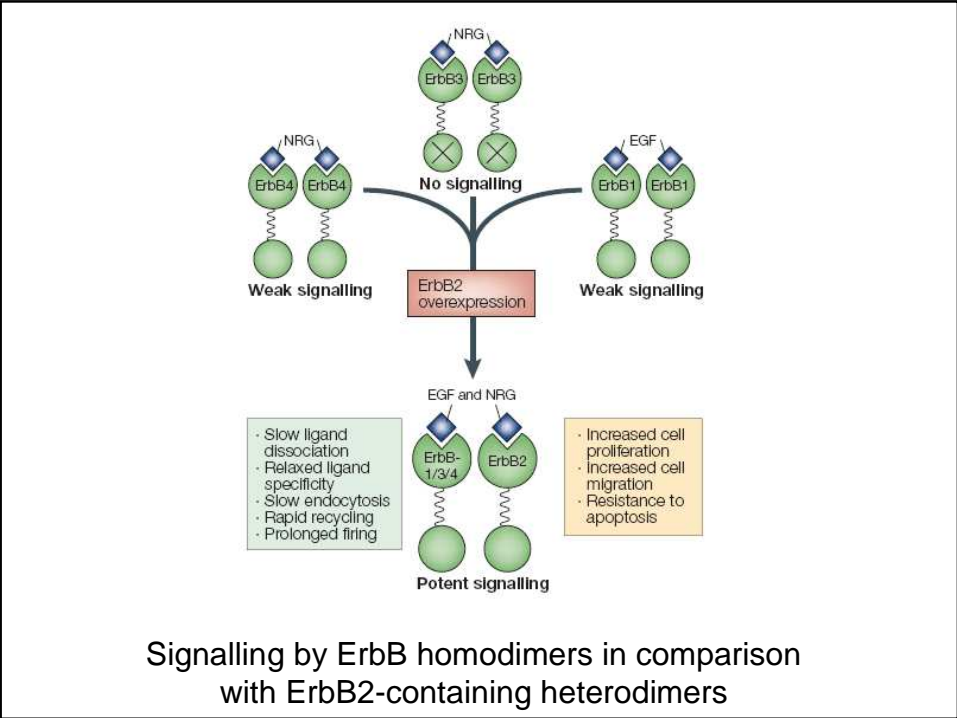 NRG
ErbB3 ErbB3
No signalling
NRG
ErbB4 ErbB4
Weak signalling
EGF
ErbB1 ErbB1
Weak signalling
ErbB2
overexpression
EGF and NRG
ErbB-
1/3/4
ErbB2
Potent signalling
· Slow ligand
dissociation
· Relaxed ligand
specificity
· Slow endocytosis
· Rapid recycling
· Prolonged firing
· Increased cell
proliferation
· Increased cell
migration
· Resistance to
apoptosis
Signalling by ErbB homodimers in comparison
with ErbB2-containing heterodimers